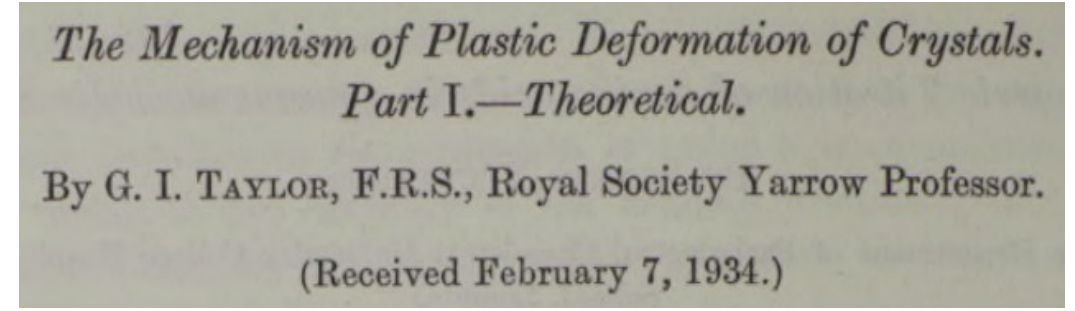 The Mechanism of Plastic Deformation of Crystals.
Part I.—Theoretical.
By G. I. TAYLOR, F.R.S., Royal Society Yarrow Professor.
(Received February 7, 1934.)